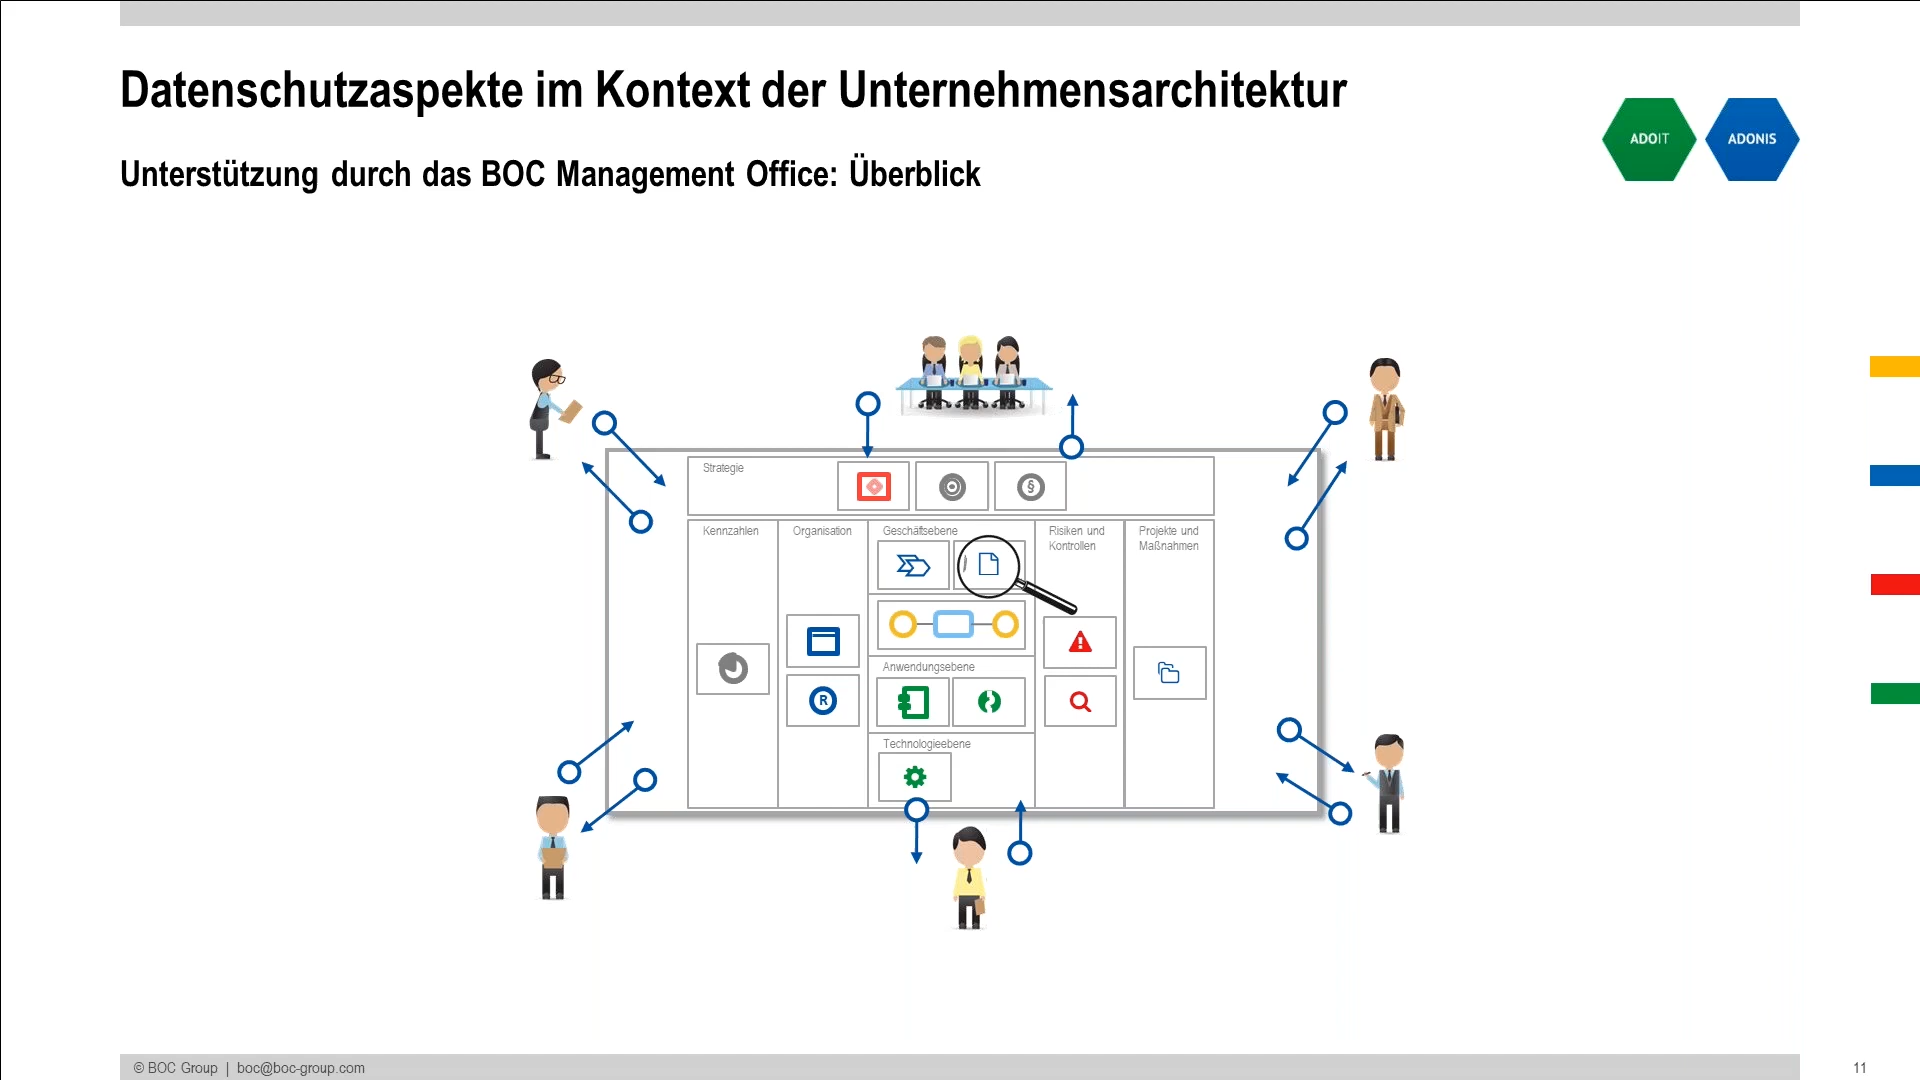 Datenschutzaspekte im Kontext der Unternehmensarchitektur
Unterstützung durch das BOC Management Office: Überblick
ADOIT
ADONIS
Strategie
§
Kennzahlen
Organisation
Geschäftsebene
Risiken und
Kontrollen
Projekte und
Maßnahmen
R
Anwendungsebene
Technologieebene
© BOC Group | boc@boc-group.com
11